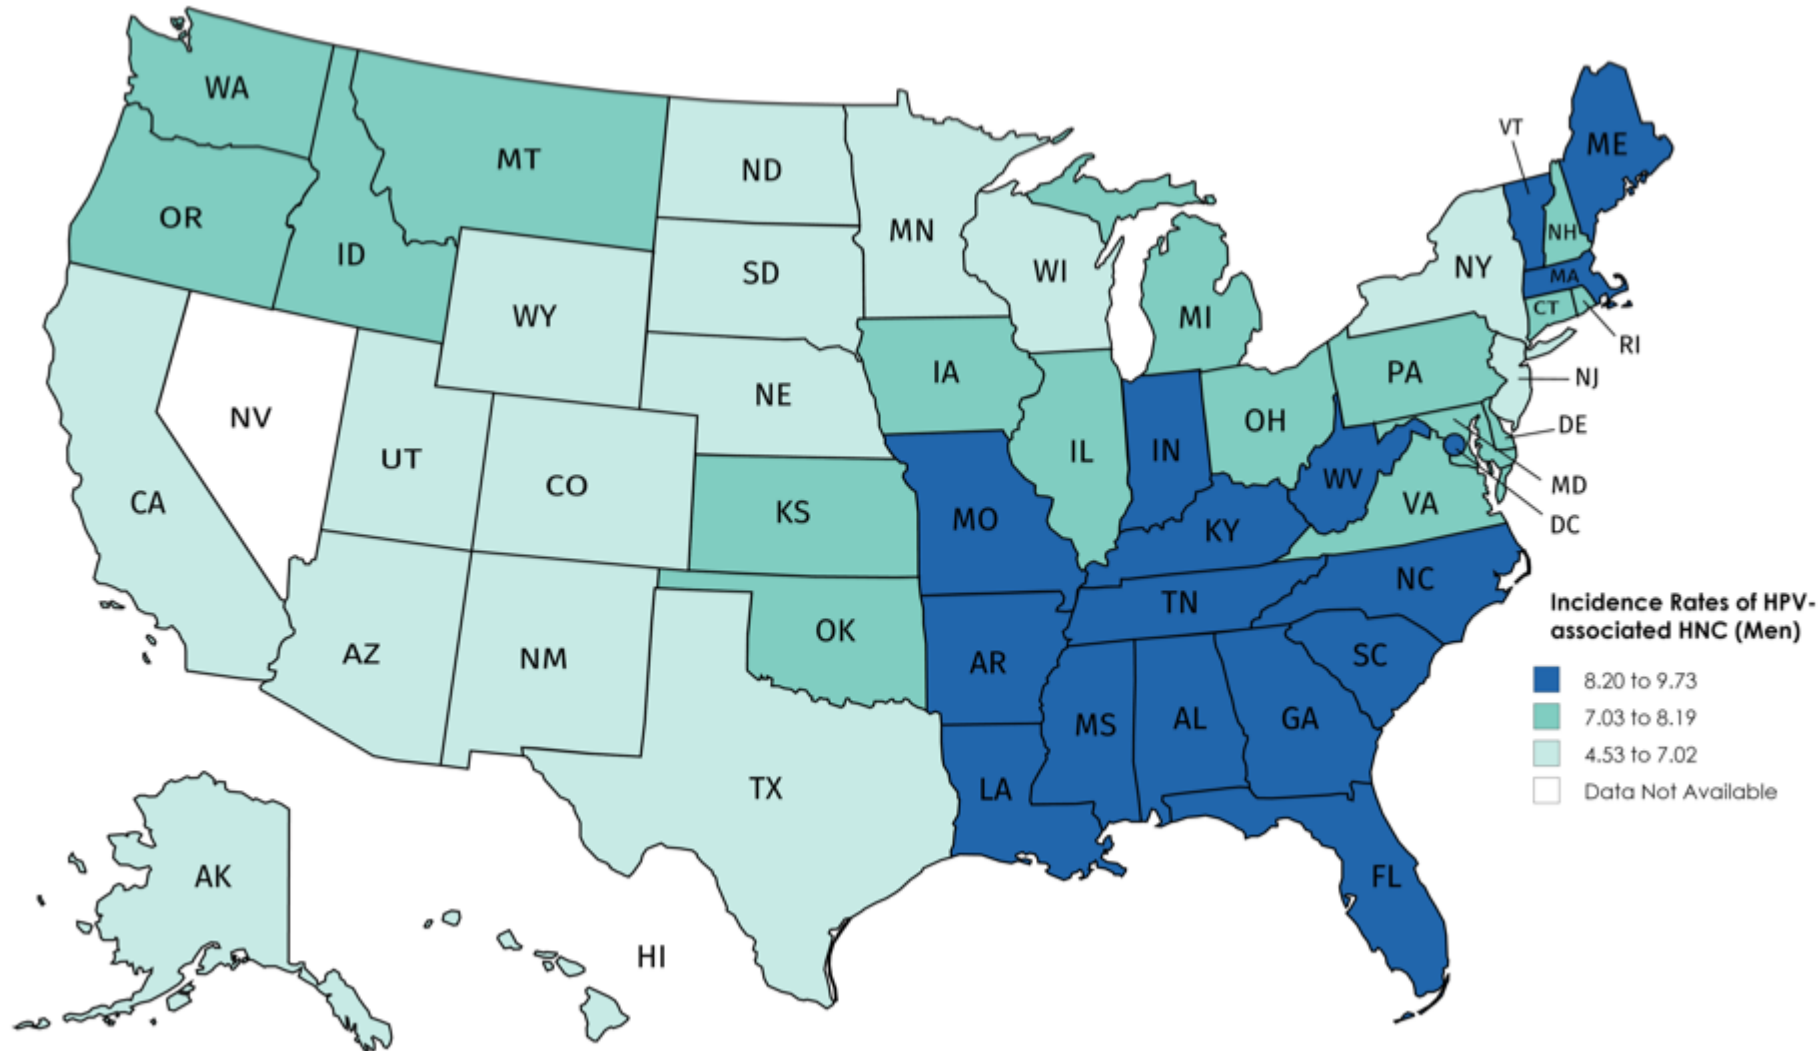 WA
VT
ME
MT
ND
OR
MN
NH
ID
SD
WI
NY
MA
WY
CT
MI
RI
IA
PA
NJ
NE
NV
OH
DE
UT
IL
IN
CO
WV
MD
CA
KS
MO
VA
DC
KY
NC
TN
AZ
NM
OK
AR
SC
MS
AL
GA
TX
LA
AK
FL
HI
Incidence Rates of HPV-
associated HNC (Men)
8.20 to 9.73
7.03 to 8.19
4.53 to 7.02
Data Not Available